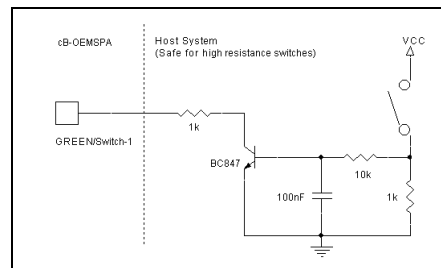 cB-OEMSPA
Host System
(Safe for high resistance switches)
VCC
1k
GREEN/Switch-1
BC847
10k
100nF
1k